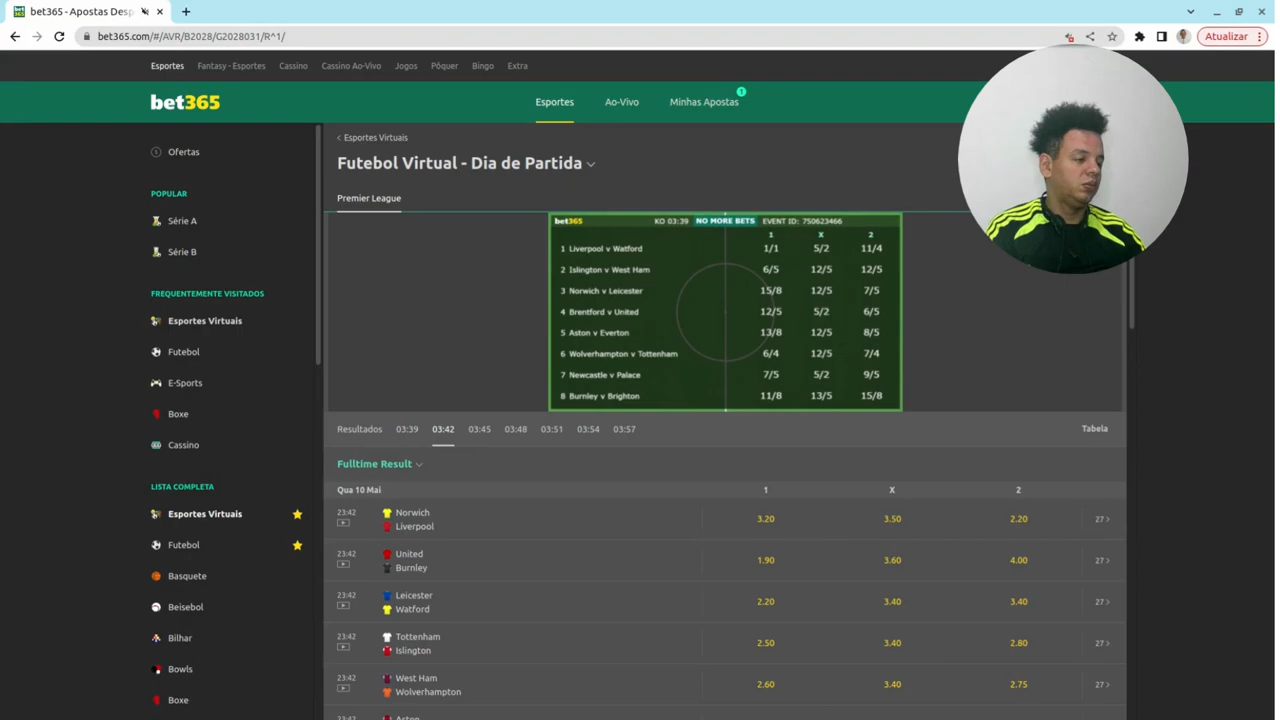 bet365 - Apostas Desp
bet365.com/#/AVR/B2028/G2028031/R^1/
Atualizar
Esportes Fantasy - Esportes Cassino Cassino Ao-Vivo Jogos Pôquer Bingo Extra
bet365
Esportes Ao-Vivo Minhas Apostas 1
Ofertas
POPULAR
Série A
Série B
FREQUENTEMENTE VISITADOS
Esportes Virtuais
Futebol
E-Sports
Boxe
Cassino
LISTA COMPLETA
Esportes Virtuais
Futebol
Basquete
Beisebol
Bilhar
Bowls
Boxe
Esportes Virtuais
Futebol Virtual - Dia de Partida
Premier League
bet365 KO 03:39 NO MORE BETS EVENT ID: 750623466
1 X 2
1 Liverpool v Watford 1/1 5/2 11/4
2 Islington v West Ham 6/5 12/5 12/5
3 Norwich v Leicester 15/8 12/5 7/5
4 Brentford v United 12/5 5/2 6/5
5 Aston v Everton 13/8 12/5 8/5
6 Wolverhampton v Tottenham 6/4 12/5 7/4
7 Newcastle v Palace 7/5 5/2 9/5
8 Burnley v Brighton 11/8 13/5 15/8
Resultados 03:39 03:42 03:45 03:48 03:51 03:54 03:57 Tabela
Fulltime Result
Qua 10 Mai 1 X 2
23:42 Norwich
Liverpool
3.20 3.50 2.20 27
23:42 United
Burnley
1.90 3.60 4.00 27
23:42 Leicester
Watford
2.20 3.40 3.40 27
23:42 Tottenham
Islington
2.50 3.40 2.80 27
23:42 West Ham
Wolverhampton
2.60 3.40 2.75 27
23:42 Aston